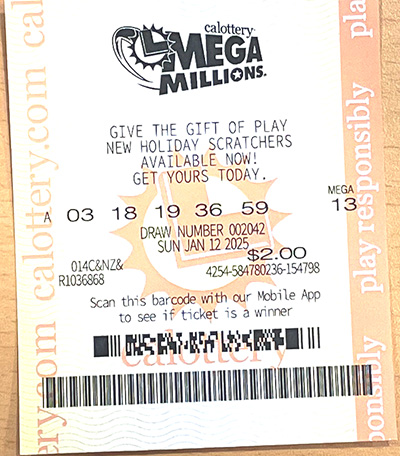 calottery
MEGA
MILLIONS
GIVE THE GIFT OF PLAY
NEW HOLIDAY SCRATCHERS
AVAILABLE NOW!
GET YOURS TODAY.
MEGA
A 03 18 19 36 59 13
DRAW NUMBER 002042
SUN JAN 12 2025
$2.00
014C&NZ&
R1036868
4254-584780236-154798
Scan this barcode with our Mobile App
to see if ticket is a winner
calottery
calottery.com
play responsibly